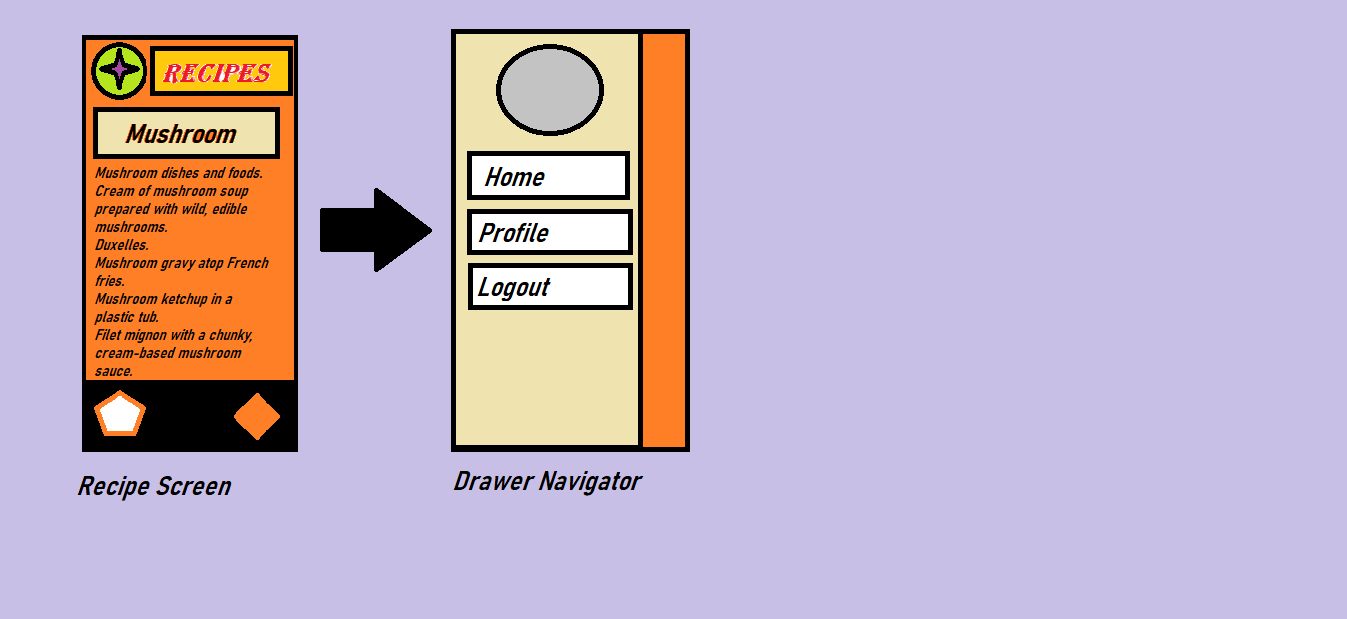 RECIPES
Mushroom
Mushroom dishes and foods.
Cream of mushroom soup
prepared with wild, edible
mushrooms.
Duxelles.
Mushroom gravy atop French
fries.
Mushroom ketchup in a
plastic tub.
Filet mignon with a chunky,
cream-based mushroom
sauce.
Recipe Screen
Home
Profile
Logout
Drawer Navigator